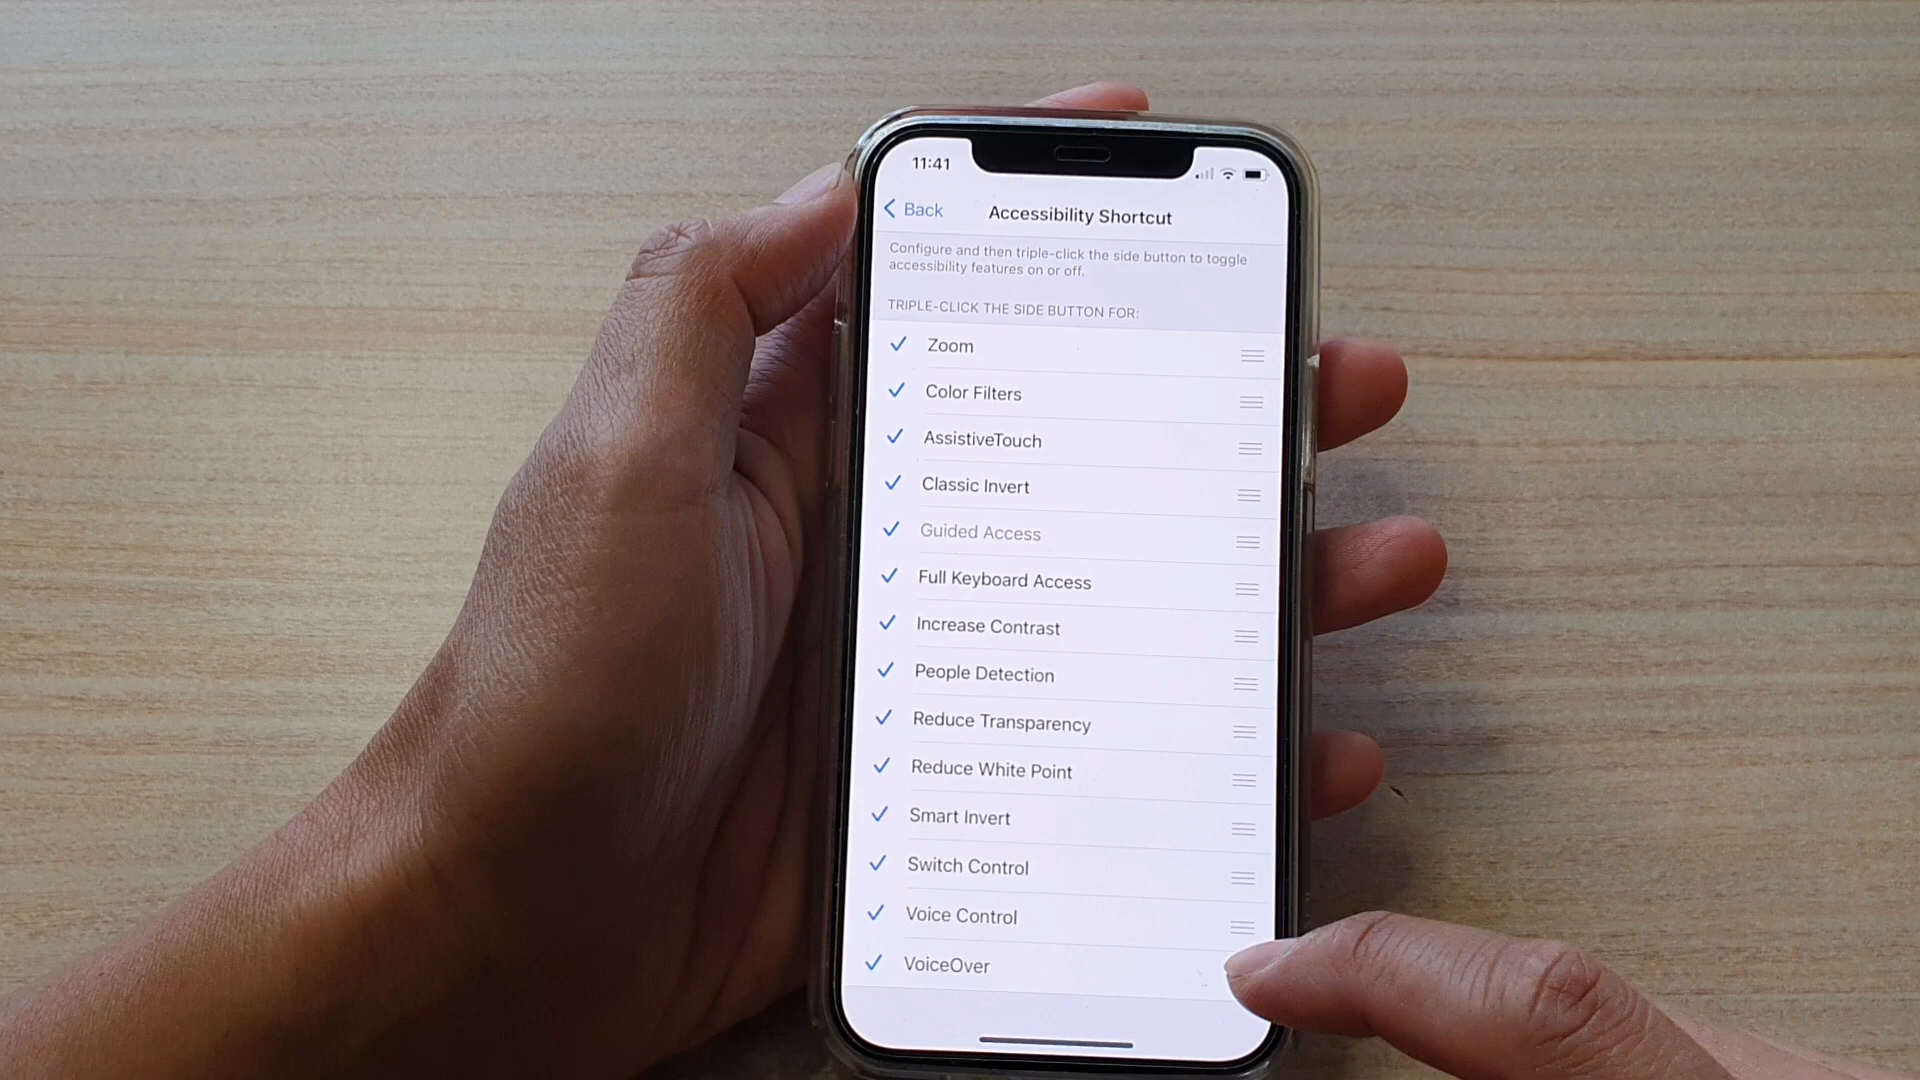 11:41
Back
Accessibility Shortcut
Configure and then triple-click the side button to toggle
accessibility features on or off.
TRIPLE-CLICK THE SIDE BUTTON FOR:
Zoom
Color Filters
AssistiveTouch
Classic Invert
Guided Access
Full Keyboard Access
Increase Contrast
People Detection
Reduce Transparency
Reduce White Point
Smart Invert
Switch Control
Voice Control
VoiceOver